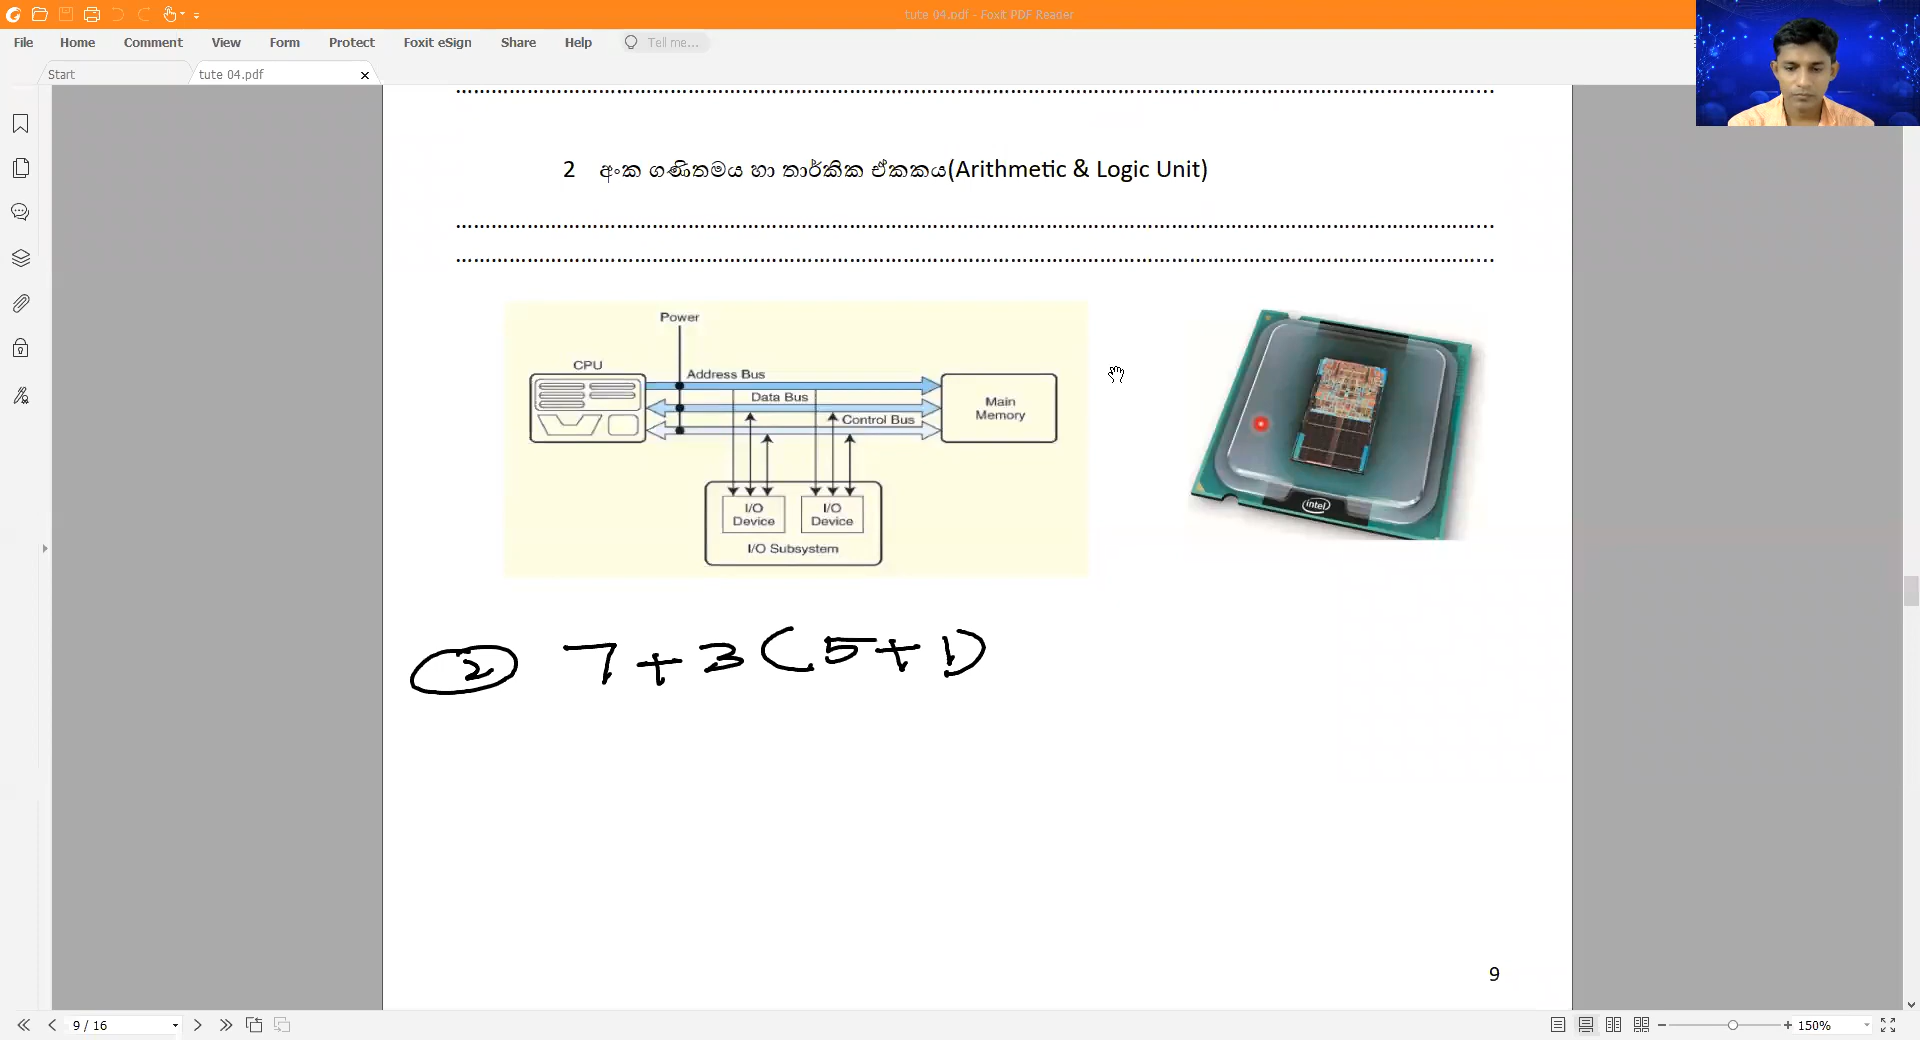 tute 04.pdf - Foxit PDF Reader
File Home Comment View Form Protect Foxit eSign Share Help Tell me...
Start tute 04.pdf
2 අංක ගණිතමය හා තාර්කික ඒකකය(Arithmetic & Logic Unit)
Power
CPU
Address Bus
Data Bus
Control Bus
Main
Memory
I/O
Device
I/O
Device
I/O Subsystem
intel
2 7+3(5+1)
9
9 / 16
150%